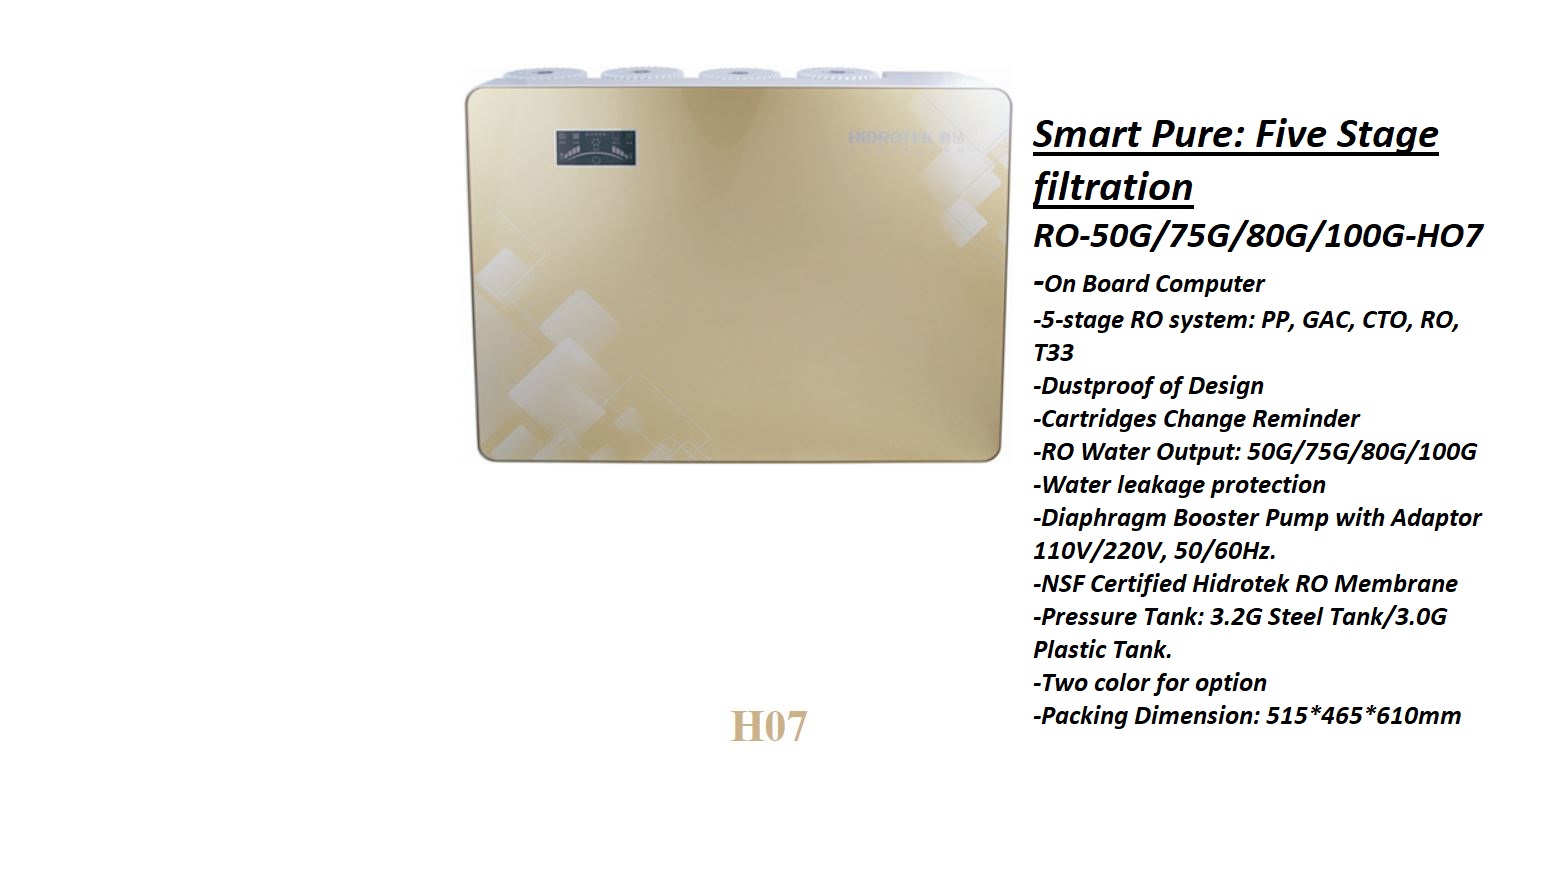 HiDROTEK
Smart Pure: Five Stage
filtration
RO-50G/75G/80G/100G-HO7
-On Board Computer
-5-stage RO system: PP, GAC, CTO, RO,
T33
-Dustproof of Design
-Cartridges Change Reminder
-RO Water Output: 50G/75G/80G/100G
-Water leakage protection
-Diaphragm Booster Pump with Adaptor
110V/220V, 50/60Hz.
-NSF Certified Hidrotek RO Membrane
-Pressure Tank: 3.2G Steel Tank/3.0G
Plastic Tank.
-Two color for option
-Packing Dimension: 515*465*610mm
H07